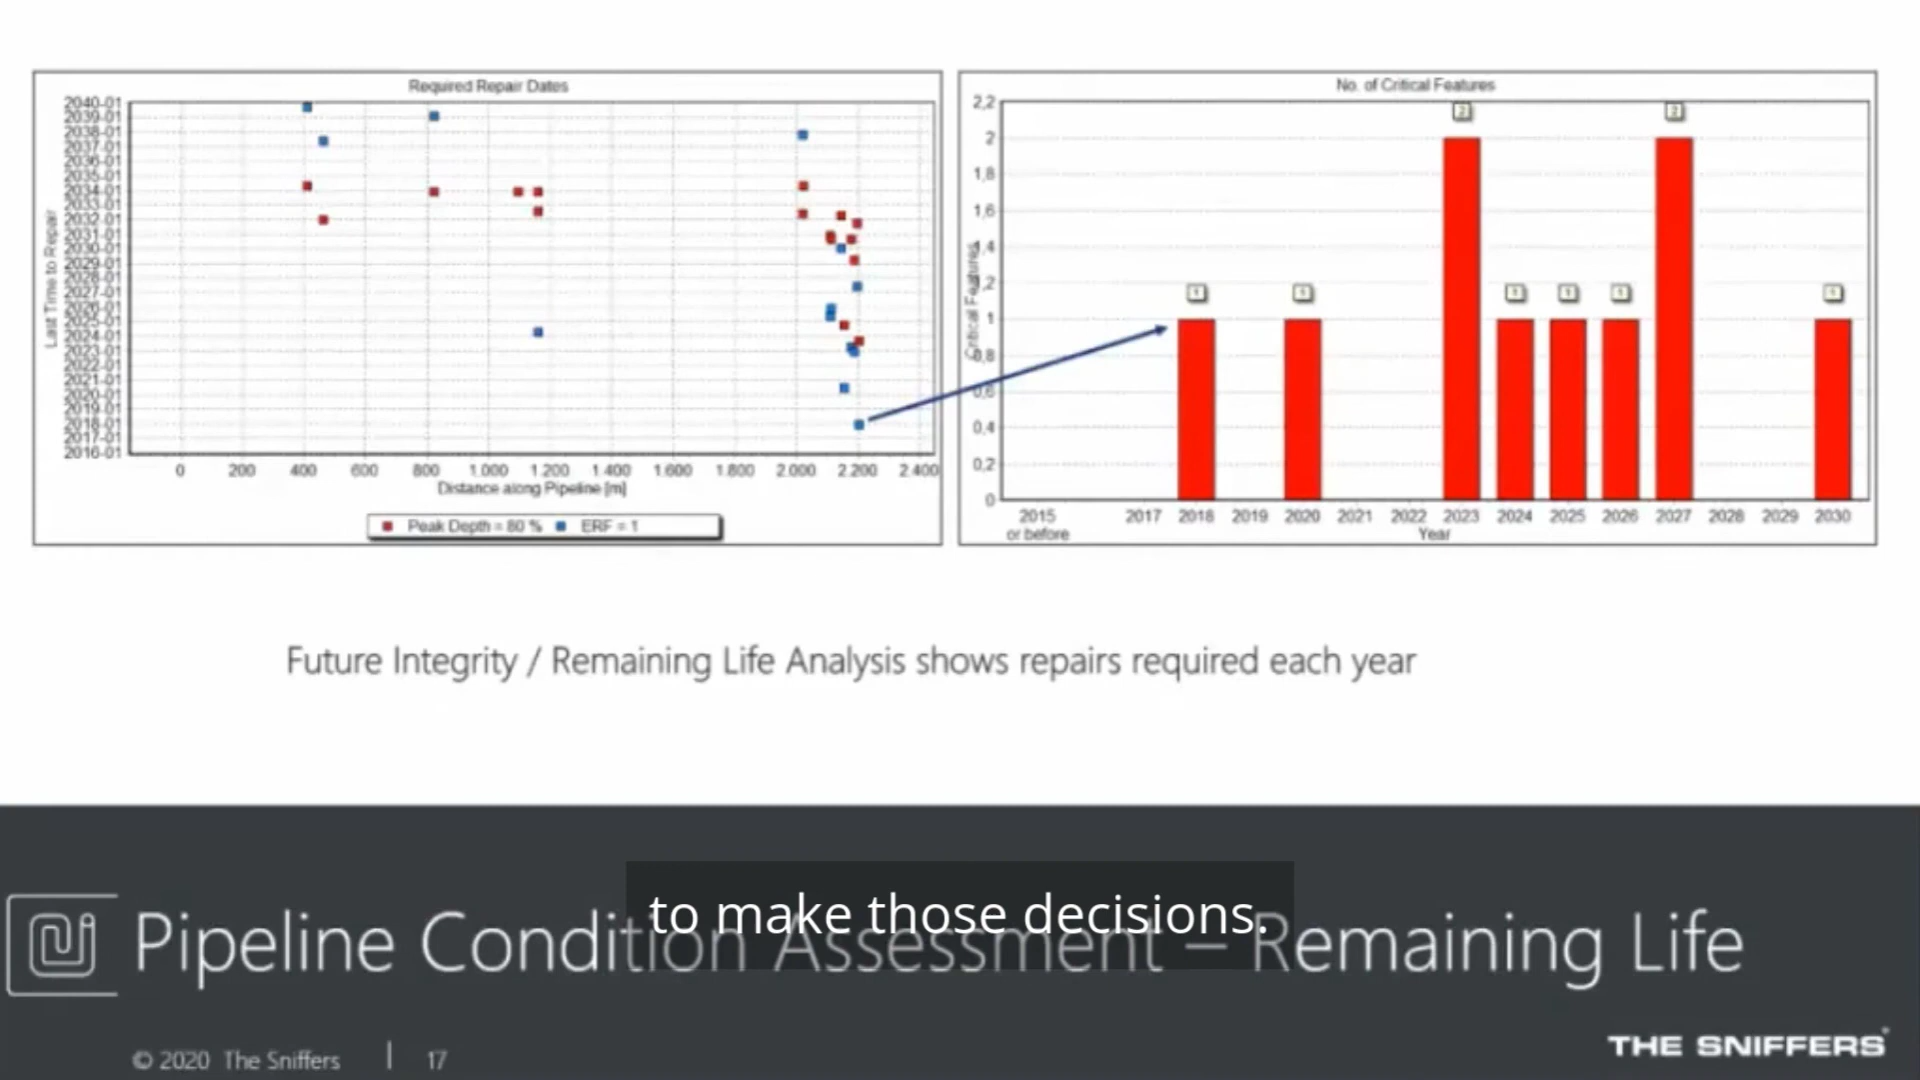 Required Repair Dates
2040-01
2039-01
2038-01
2037-01
2036-01
2035-01
2034-01
2033-01
2032-01
2031-01
2030-01
2029-01
2028-01
2027-01
2026-01
2025-01
2024-01
2023-01
2022-01
2021-01
2020-01
2019-01
2018-01
2017-01
2016-01
Last Time to Repair
0 200 400 600 800 1.000 1.200 1.400 1.600 1.800 2.000 2.200 2.400
Distance along Pipeline [m]
Peak Depth = 80 % ERF = 1
No. of Critical Features
2,2
2
1,8
1,6
1,4
1,2
1
0,8
0,6
0,4
0,2
0
Critical Features
1 1 2 1 1 1 2 1
2015 2017 2018 2019 2020 2021 2022 2023 2024 2025 2026 2027 2028 2029 2030
or before
Year
Future Integrity / Remaining Life Analysis shows repairs required each year
to make those decisions.
Pipeline Condition Assessment – Remaining Life
© 2020 The Sniffers | 17
THE SNIFFERS